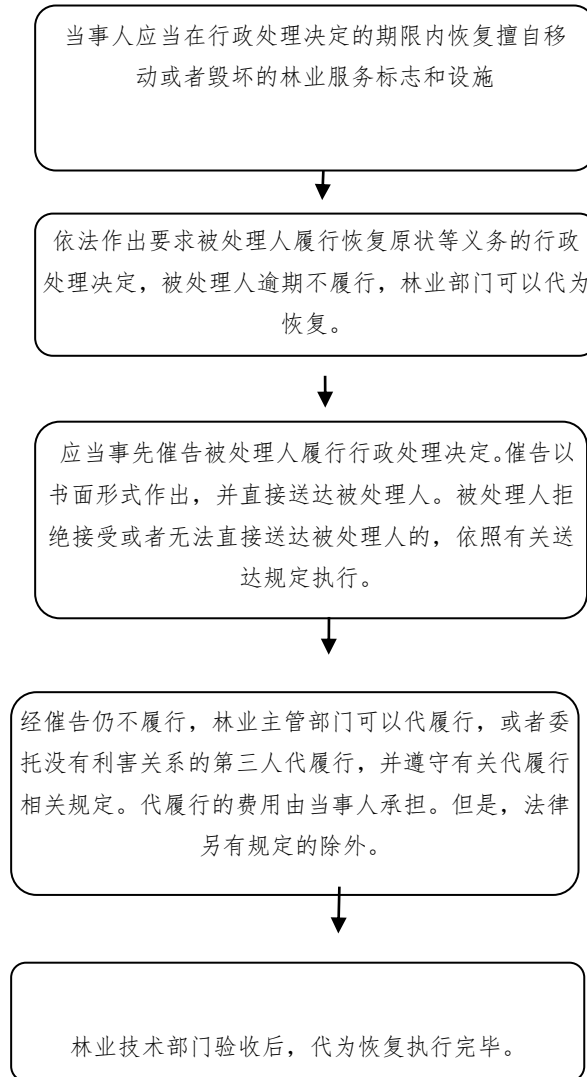 当事人应当在行政处理决定的期限内恢复擅自移
动或者毁坏的林业服务标志和设施
依法作出要求被处理人履行恢复原状等义务的行政
处理决定，被处理人逾期不履行，林业部门可以代为
恢复。
应当事先催告被处理人履行行政处理决定。催告以
书面形式作出，并直接送达被处理人。被处理人拒
绝接受或者无法直接送达被处理人的，依照有关送
达规定执行。
经催告仍不履行，林业主管部门可以代履行，或者委
托没有利害关系的第三人代履行，并遵守有关代履行
相关规定。代履行的费用由当事人承担。但是，法律
另有规定的除外。
林业技术部门验收后，代为恢复执行完毕。